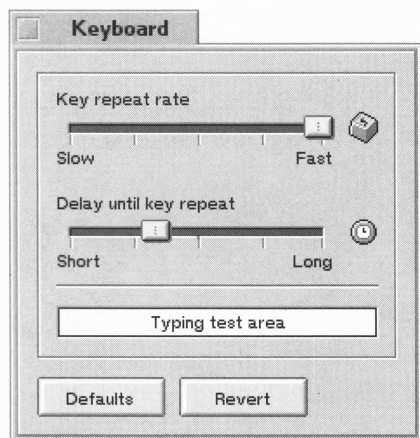 Keyboard
Key repeat rate
Slow Fast
Delay until key repeat
Short Long
Typing test area
Defaults Revert